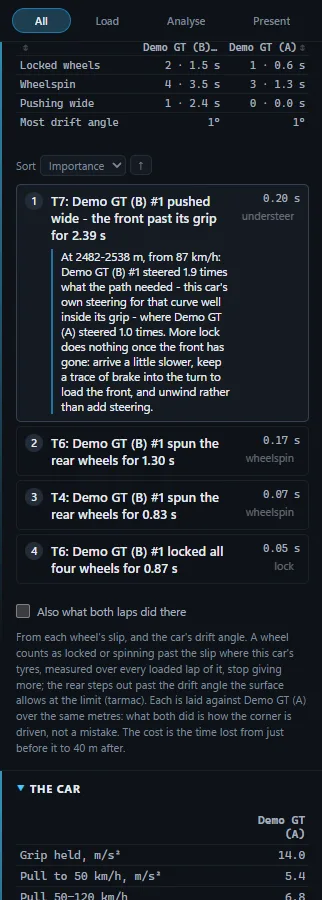 All Load Analyse Present
Demo GT (B)… Demo GT (A)
Locked wheels 2 · 1.5 s 1 · 0.6 s
Wheelspin 4 · 3.5 s 3 · 1.3 s
Pushing wide 1 · 2.4 s 0 · 0.0 s
Most drift angle 1° 1°
Sort Importance ↑
1 T7: Demo GT (B) #1 pushed 0.20 s
wide - the front past its grip understeer
for 2.39 s
At 2482-2538 m, from 87 km/h:
Demo GT (B) #1 steered 1.9 times
what the path needed - this car's
own steering for that curve well
inside its grip - where Demo GT
(A) steered 1.0 times. More lock
does nothing once the front has
gone: arrive a little slower, keep
a trace of brake into the turn to
load the front, and unwind rather
than add steering.
2 T6: Demo GT (B) #1 spun the 0.17 s
rear wheels for 1.30 s wheelspin
3 T4: Demo GT (B) #1 spun the 0.07 s
rear wheels for 0.83 s wheelspin
4 T6: Demo GT (B) #1 locked all 0.05 s
four wheels for 0.87 s lock
Also what both laps did there
From each wheel's slip, and the car's drift angle. A wheel
counts as locked or spinning past the slip where this car's
tyres, measured over every loaded lap of it, stop giving
more; the rear steps out past the drift angle the surface
allows at the limit (tarmac). Each is laid against Demo GT (A)
over the same metres: what both did is how the corner is
driven, not a mistake. The cost is the time lost from just
before it to 40 m after.
▼ THE CAR
Demo GT
(A)
Grip held, m/s² 14.0
Pull to 50 km/h, m/s² 5.4
Pull 50–120 km/h 6.8